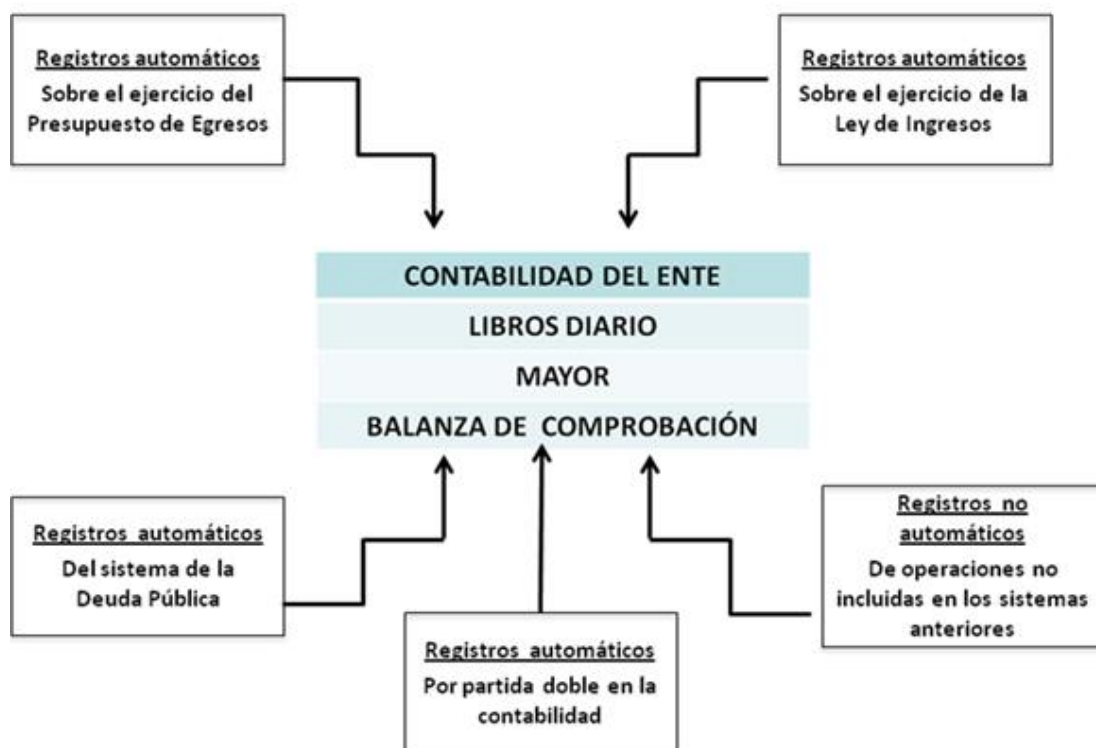 Registros automáticos
Sobre el ejercicio del
Presupuesto de Egresos
Registros automáticos
Sobre el ejercicio de la
Ley de Ingresos
CONTABILIDAD DEL ENTE
LIBROS DIARIO
MAYOR
BALANZA DE COMPROBACIÓN
Registros automáticos
Del sistema de la
Deuda Pública
Registros automáticos
Por partida doble en la
contabilidad
Registros no
automáticos
De operaciones no
incluidas en los sistemas
anteriores